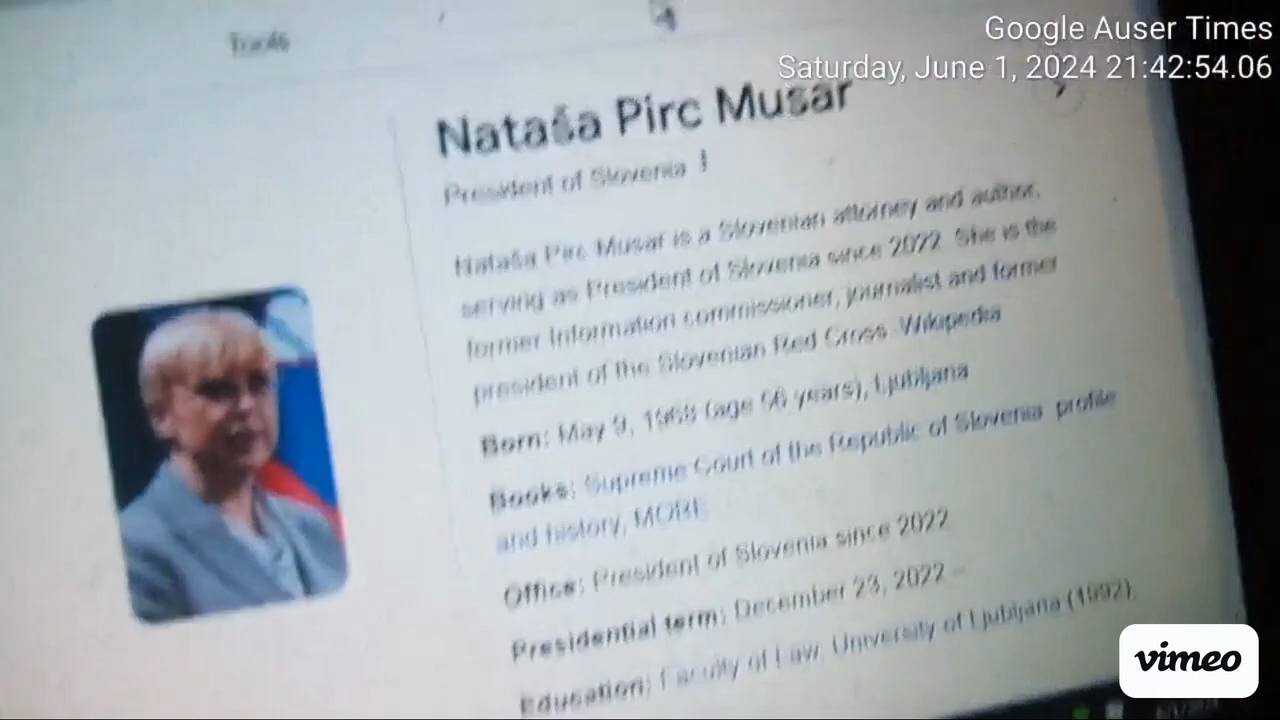 Google Auser Times
Saturday, June 1, 2024 21:42:54.06
Nataša Pirc Musar
President of Slovenia
Nataša Pirc Musar is a Slovenian attorney and author,
serving as President of Slovenia since 2022. She is the
former Information commissioner, journalist and former
president of the Slovenian Red Cross. Wikipedia
Born: May 9, 1968 (age 56 years), Ljubljana
Books: Supreme Court of the Republic of Slovenia profile
and history, MORE
Office: President of Slovenia since 2022
Presidential term: December 23, 2022 –
Education: Faculty of Law, University of Ljubljana (1992),
vimeo